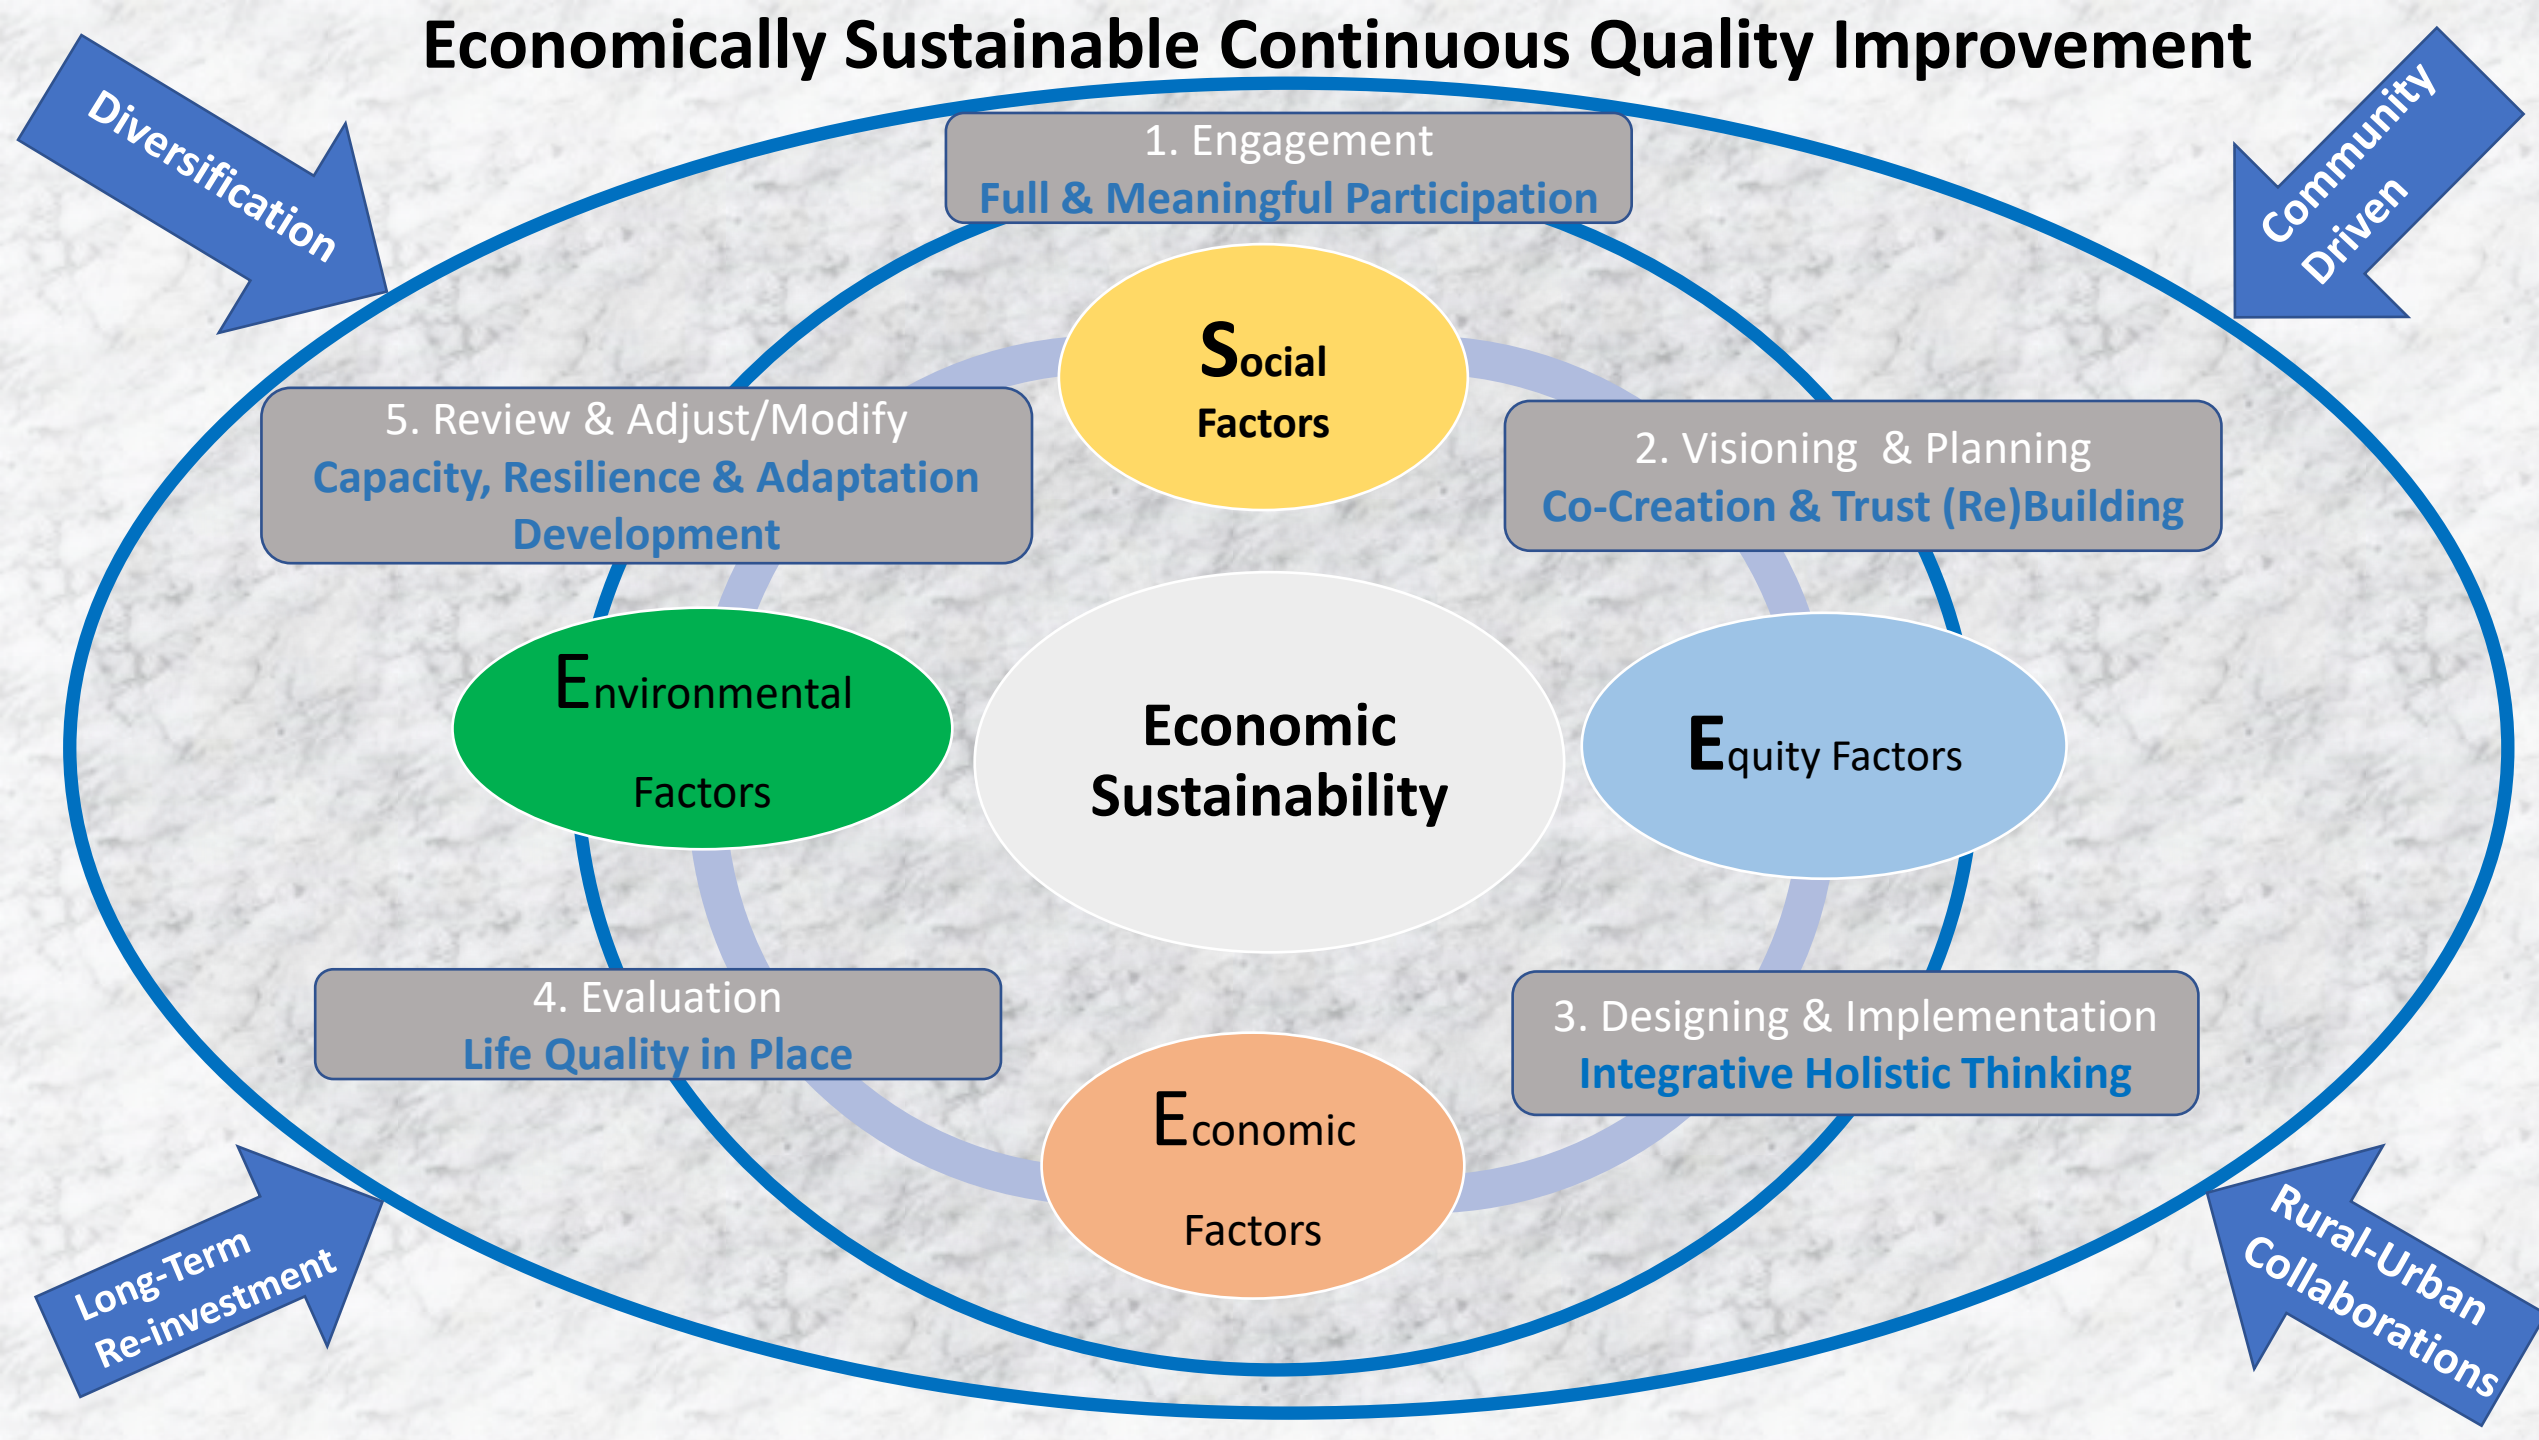 Economically Sustainable Continuous Quality Improvement
Diversification
Community
Driven
1. Engagement
Full & Meaningful Participation
Social
Factors
5. Review & Adjust/Modify
Capacity, Resilience & Adaptation
Development
2. Visioning & Planning
Co-Creation & Trust (Re)Building
Environmental
Factors
Economic
Sustainability
Equity Factors
4. Evaluation
Life Quality in Place
3. Designing & Implementation
Integrative Holistic Thinking
Economic
Factors
Long-Term
Re-investment
Rural-Urban
Collaborations